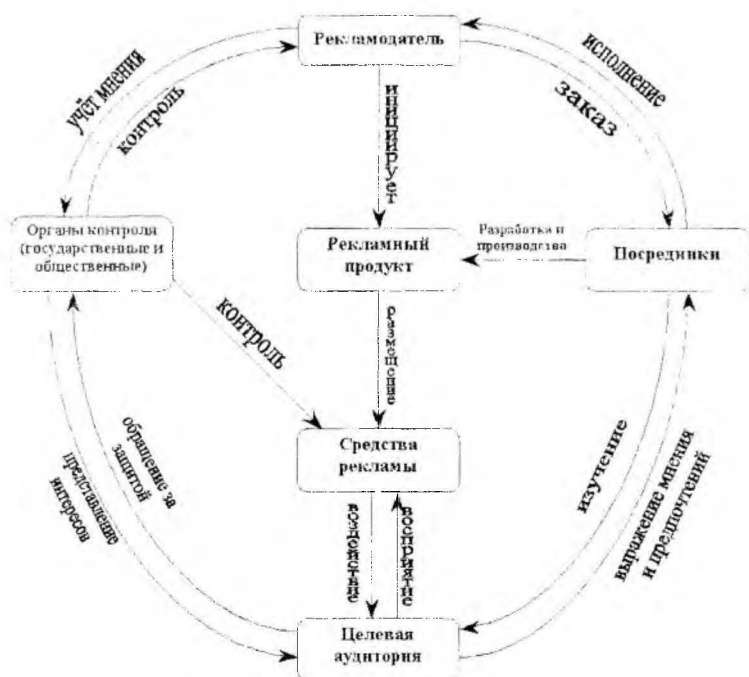 Рекламодатель
учёт мнения
контроль
исполнение
заказ
инициирует
Органы контроля
(государственные и
общественные)
Рекламный
продукт
Разработка и
производство
Посредники
контроль
размещение
Средства
рекламы
обращение за
защитой
представление
интересов
воздействие
восприятие
изучение
выражение мнения
и предпочтений
Целевая
аудитория